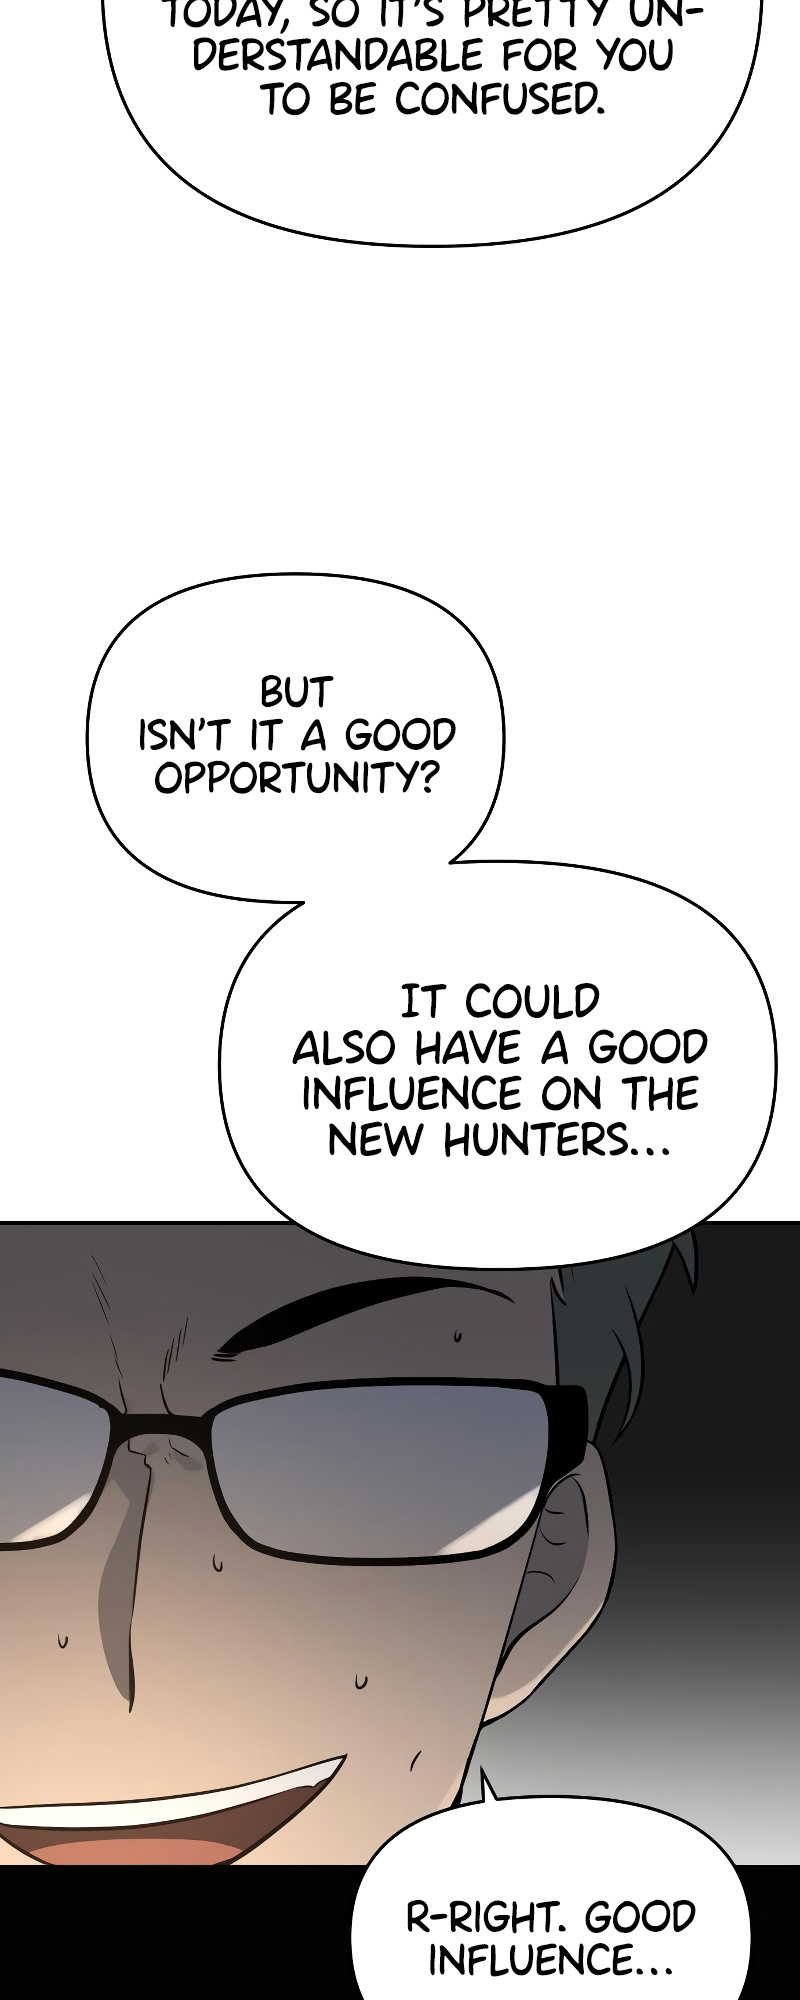 TODAY, SO IT'S PRETTY UN-
DERSTANDABLE FOR YOU
TO BE CONFUSED.
BUT
ISN'T IT A GOOD
OPPORTUNITY?
IT COULD
ALSO HAVE A GOOD
INFLUENCE ON THE
NEW HUNTERS...
R-RIGHT. GOOD
INFLUENCE...